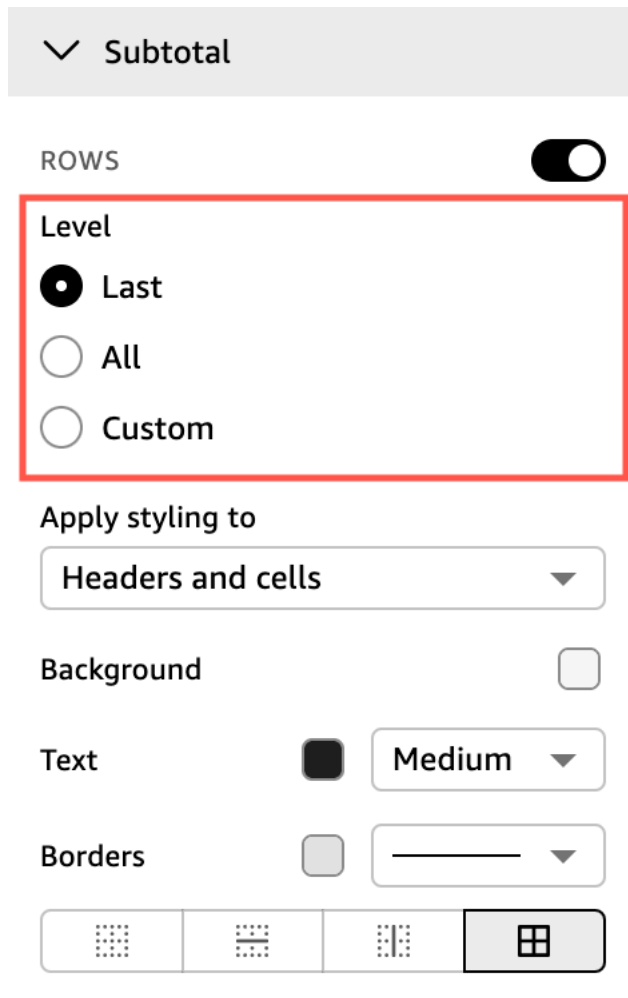 Subtotal
ROWS
Level
Last
All
Custom
Apply styling to
Headers and cells
Background
Text Medium
Borders